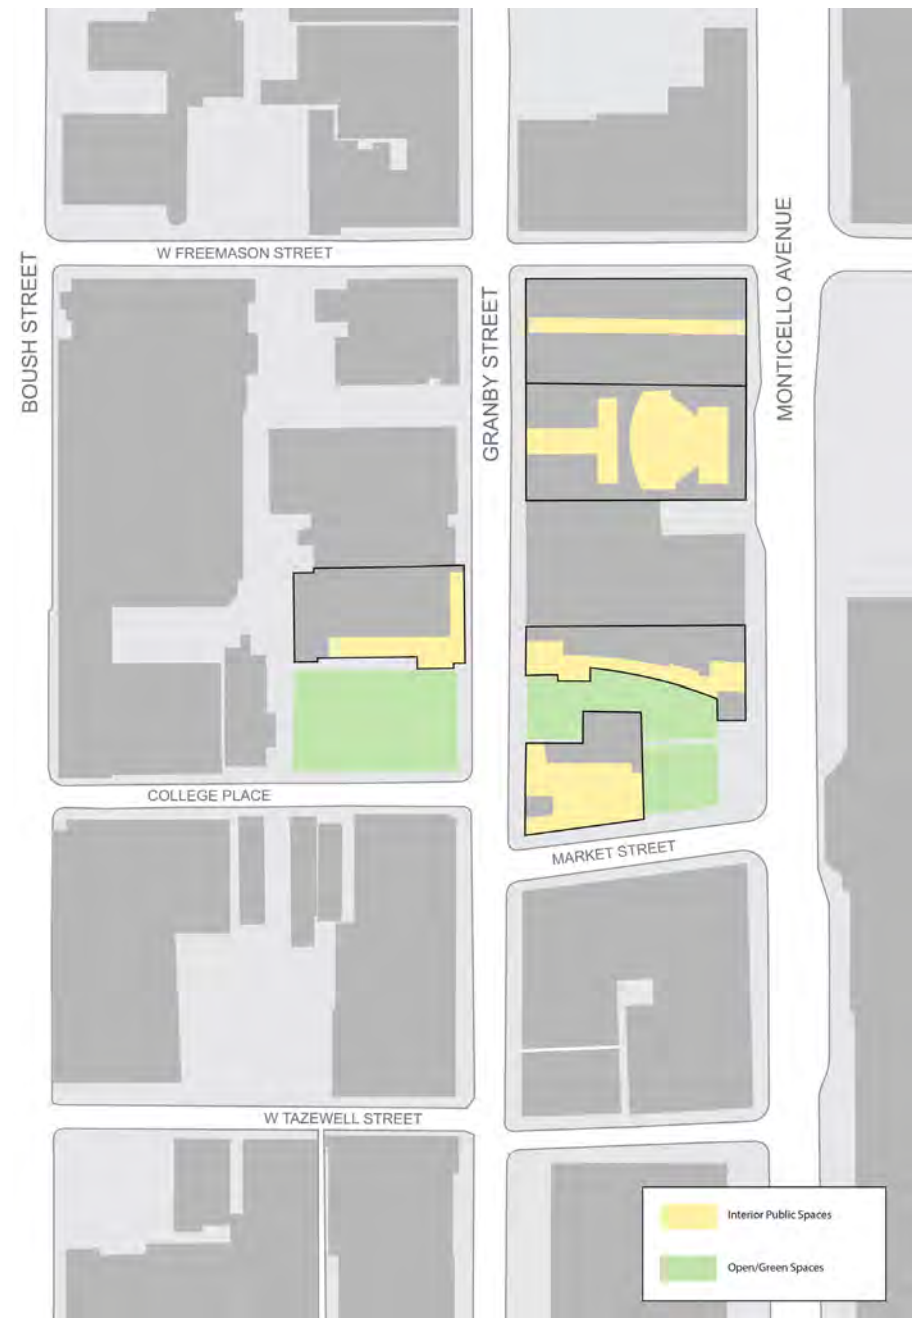 W FREEMASON STREET
BOUSH STREET
GRANBY STREET
MONTICELLO AVENUE
COLLEGE PLACE
MARKET STREET
W TAZEWELL STREET
Interior Public Spaces
Open/Green Spaces